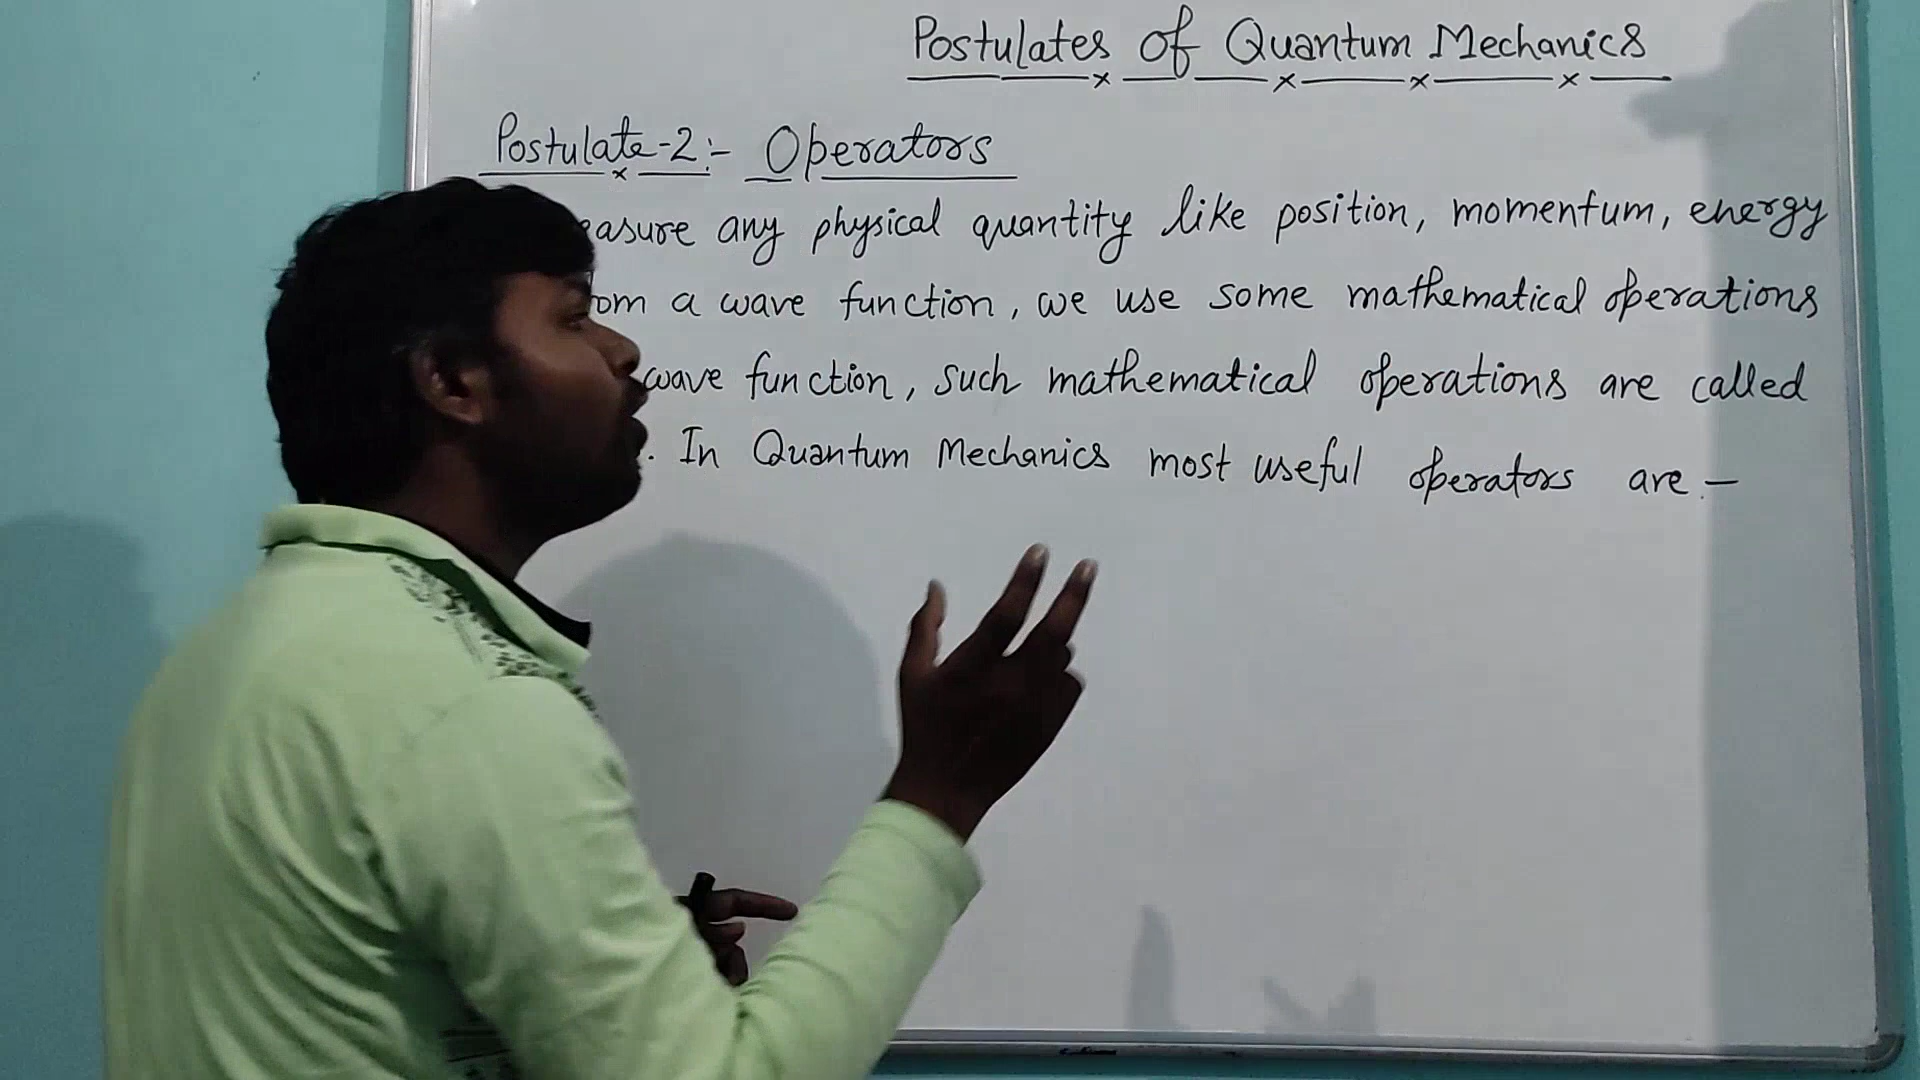 Postulates of Quantum Mechanics
Postulate-2:- Operators
easure any physical quantity like position, momentum, energy
om a wave function, we use some mathematical operations
wave function, such mathematical operations are called
. In Quantum Mechanics most useful operators are -